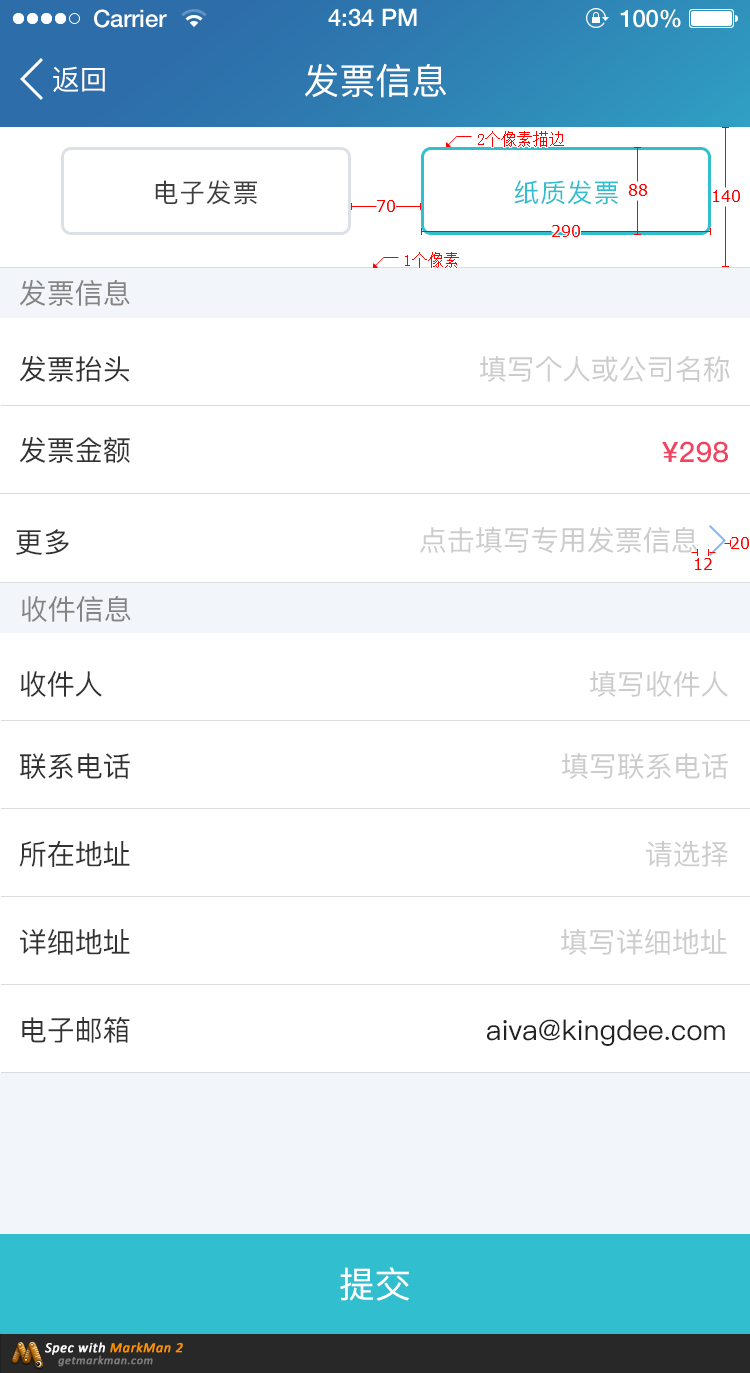 Carrier 4:34 PM 100%
返回 发票信息
2个像素描边
电子发票 纸质发票 88 140
70
290
1个像素
发票信息
发票抬头 填写个人或公司名称
发票金额 ¥298
更多 点击填写专用发票信息 20
12
收件信息
收件人 填写收件人
联系电话 填写联系电话
所在地址 请选择
详细地址 填写详细地址
电子邮箱 aiva@kingdee.com
提交
Spec with MarkMan 2
getmarkman.com